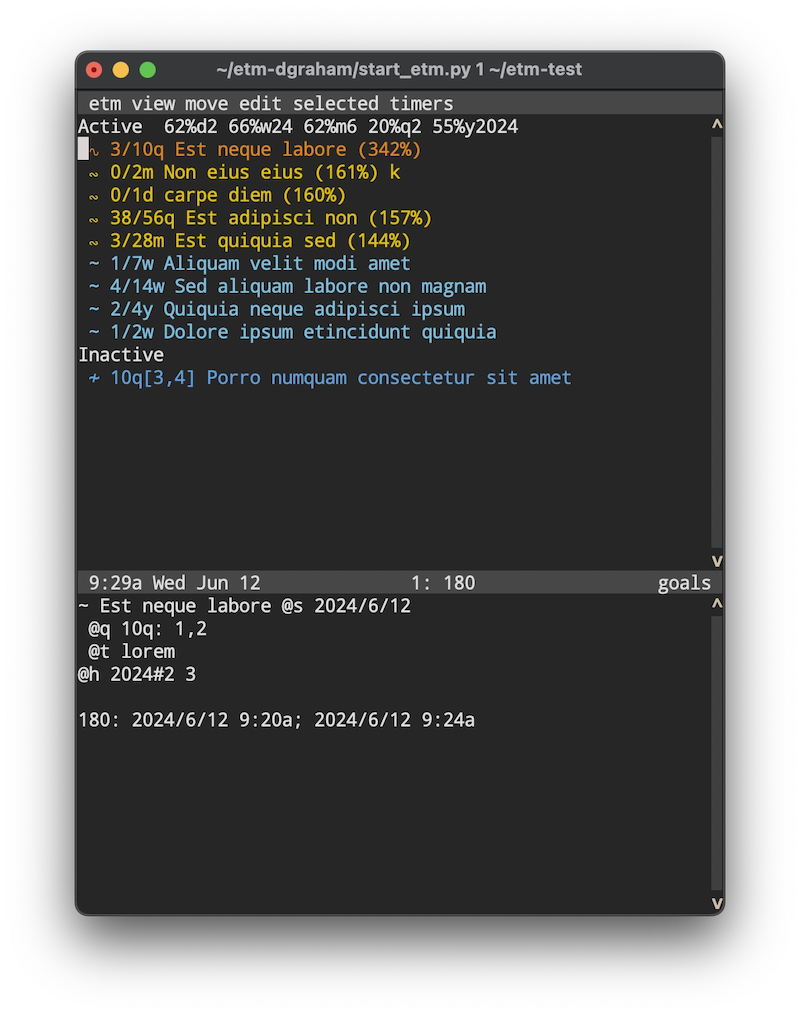 ~/etm-dgraham/start_etm.py 1 ~/etm-test
etm view move edit selected timers
Active  62%d2 66%w24 62%m6 20%q2 55%y2024
∾ 3/10q Est neque labore (342%)
∾ 0/2m Non eius eius (161%) k
∾ 0/1d carpe diem (160%)
∾ 38/56q Est adipisci non (157%)
∾ 3/28m Est quiquia sed (144%)
~ 1/7w Aliquam velit modi amet
~ 4/14w Sed aliquam labore non magnam
~ 2/4y Quiquia neque adipisci ipsum
~ 1/2w Dolore ipsum etincidunt quiquia
Inactive
≁ 10q[3,4] Porro numquam consectetur sit amet
9:29a Wed Jun 12 1: 180 goals
~ Est neque labore @s 2024/6/12
@q 10q: 1,2
@t lorem
@h 2024#2 3
180: 2024/6/12 9:20a; 2024/6/12 9:24a